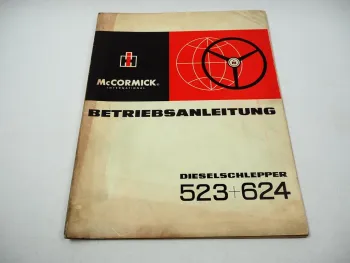 McCORMICK®
INTERNATIONAL
BETRIEBSANLEITUNG
DIESELSCHLEPPER
523+624